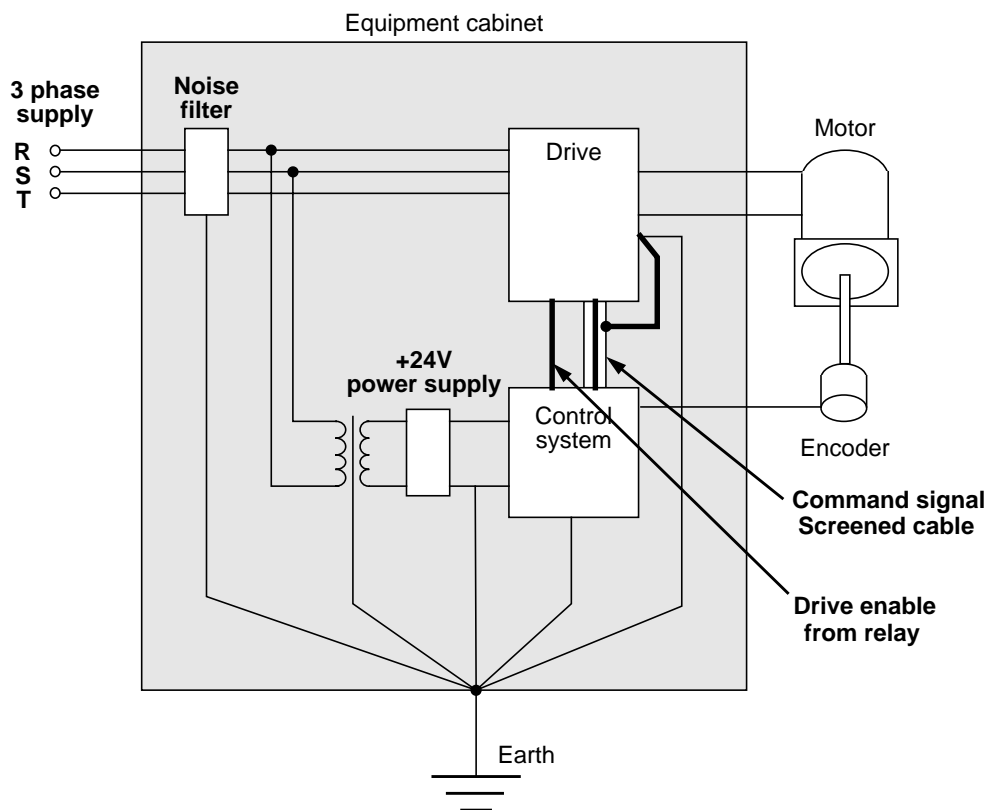 Equipment cabinet
3 phase
supply
R
S
T
Noise
filter
Drive
Motor
+24V
power supply
Control
system
Encoder
Command signal
Screened cable
Drive enable
from relay
Earth